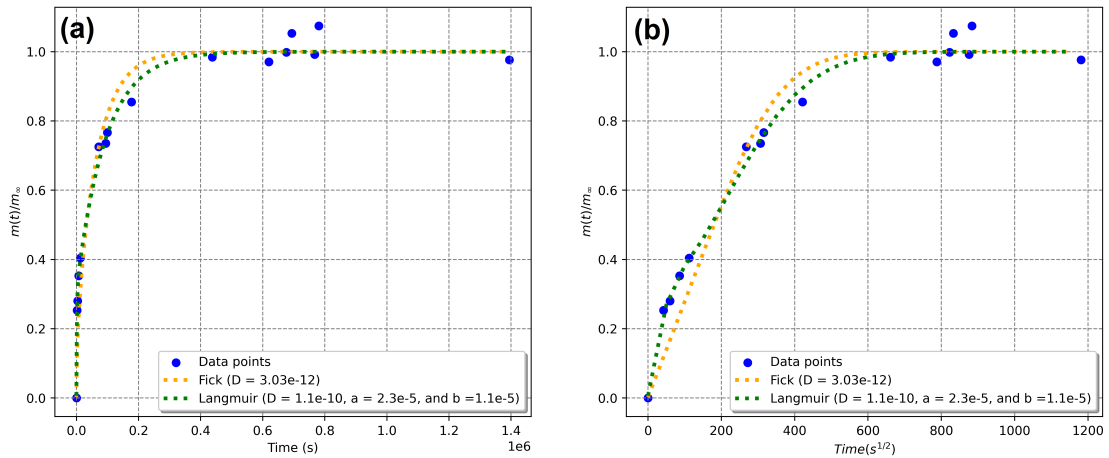 (a)
1.0
0.8
0.6
0.4
0.2
0.0
m(t)/m∞
0.0 0.2 0.4 0.6 0.8 1.0 1.2 1.4
1e6
Time (s)
Data points
Fick (D = 3.03e-12)
Langmuir (D = 1.1e-10, a = 2.3e-5, and b =1.1e-5)
(b)
1.0
0.8
0.6
0.4
0.2
0.0
m(t)/m∞
0 200 400 600 800 1000 1200
Time(s^{1/2})
Data points
Fick (D = 3.03e-12)
Langmuir (D = 1.1e-10, a = 2.3e-5, and b =1.1e-5)